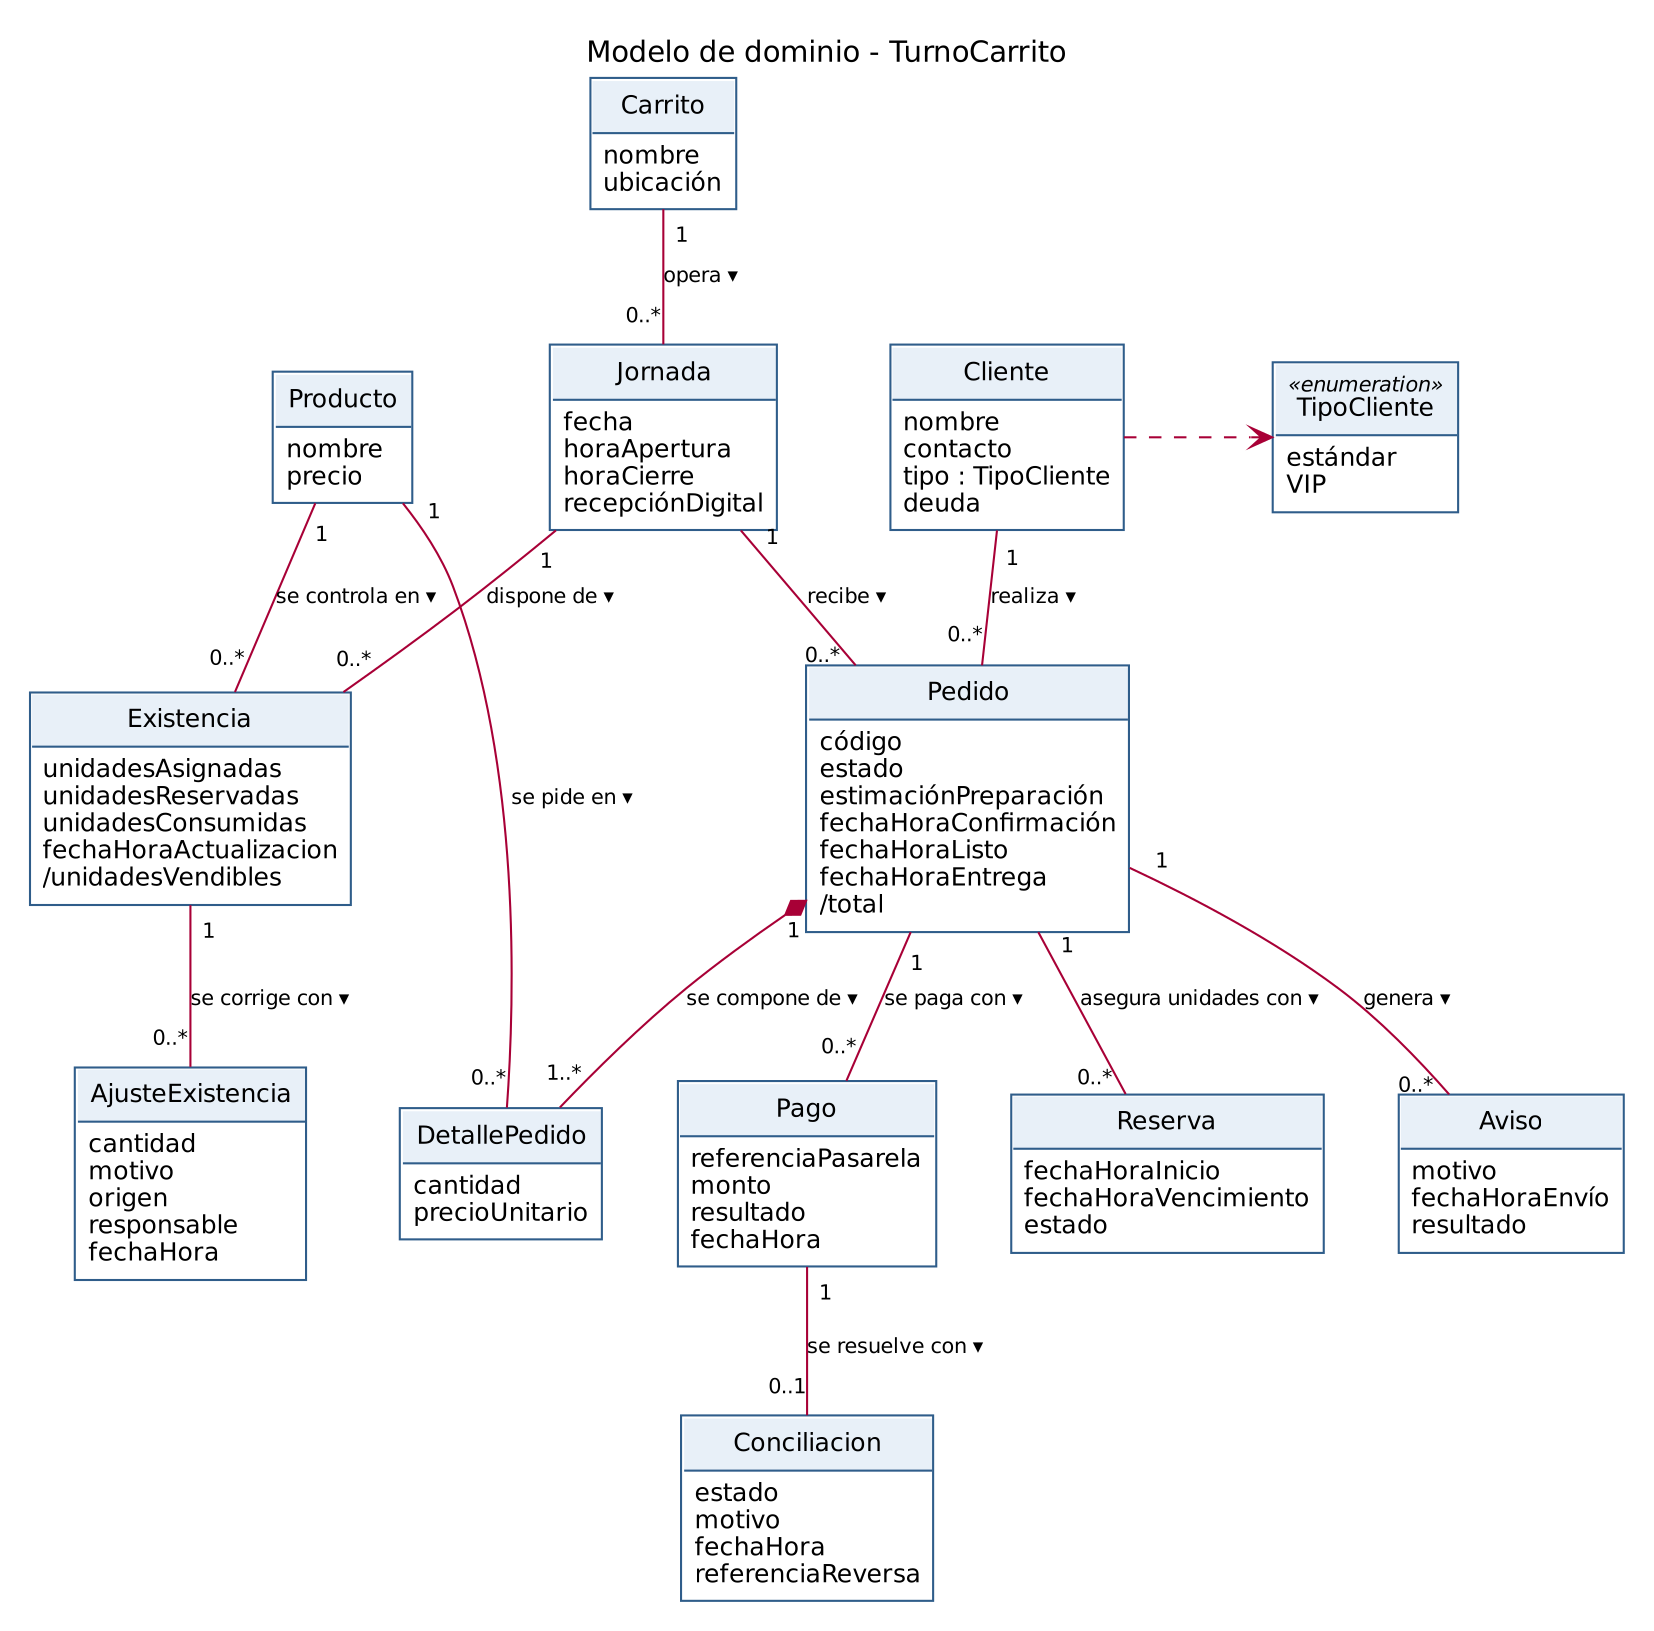 Modelo de dominio - TurnoCarrito
Carrito
nombre
ubicación
1
opera ▾
0..*
Producto
nombre
precio
Jornada
fecha
horaApertura
horaCierre
recepciónDigital
Cliente
nombre
contacto
tipo : TipoCliente
deuda
«enumeration»
TipoCliente
estándar
VIP
1
se controla en ▾
0..*
1
se pide en ▾
0..*
1
dispone de ▾
0..*
1
recibe ▾
0..*
1
realiza ▾
0..*
Existencia
unidadesAsignadas
unidadesReservadas
unidadesConsumidas
fechaHoraActualizacion
/unidadesVendibles
Pedido
código
estado
estimaciónPreparación
fechaHoraConfirmación
fechaHoraListo
fechaHoraEntrega
/total
1
se corrige con ▾
0..*
1
se compone de ▾
1..*
1
se paga con ▾
0..*
1
asegura unidades con ▾
0..*
1
genera ▾
0..*
AjusteExistencia
cantidad
motivo
origen
responsable
fechaHora
DetallePedido
cantidad
precioUnitario
Pago
referenciaPasarela
monto
resultado
fechaHora
Reserva
fechaHoraInicio
fechaHoraVencimiento
estado
Aviso
motivo
fechaHoraEnvío
resultado
1
se resuelve con ▾
0..1
Conciliacion
estado
motivo
fechaHora
referenciaReversa